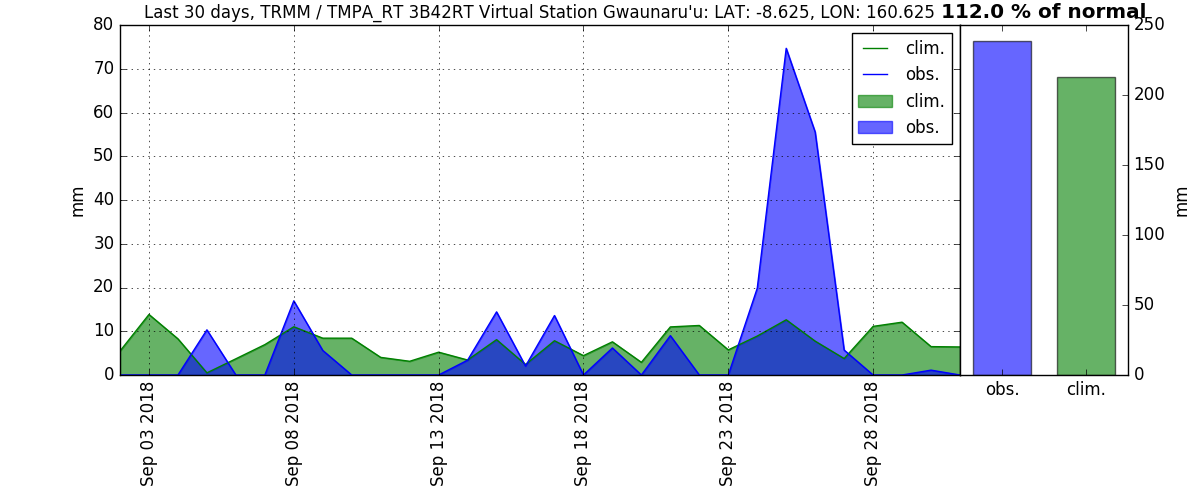 Last 30 days, TRMM / TMPA_RT 3B42RT Virtual Station Gwaunaru'u: LAT: -8.625, LON: 160.625 112.0 % of normal
80
70
60
50
40
30
20
10
0
mm
clim.
obs.
clim.
obs.
Sep 03 2018
Sep 08 2018
Sep 13 2018
Sep 18 2018
Sep 23 2018
Sep 28 2018
250
200
150
100
50
0
mm
obs.
clim.